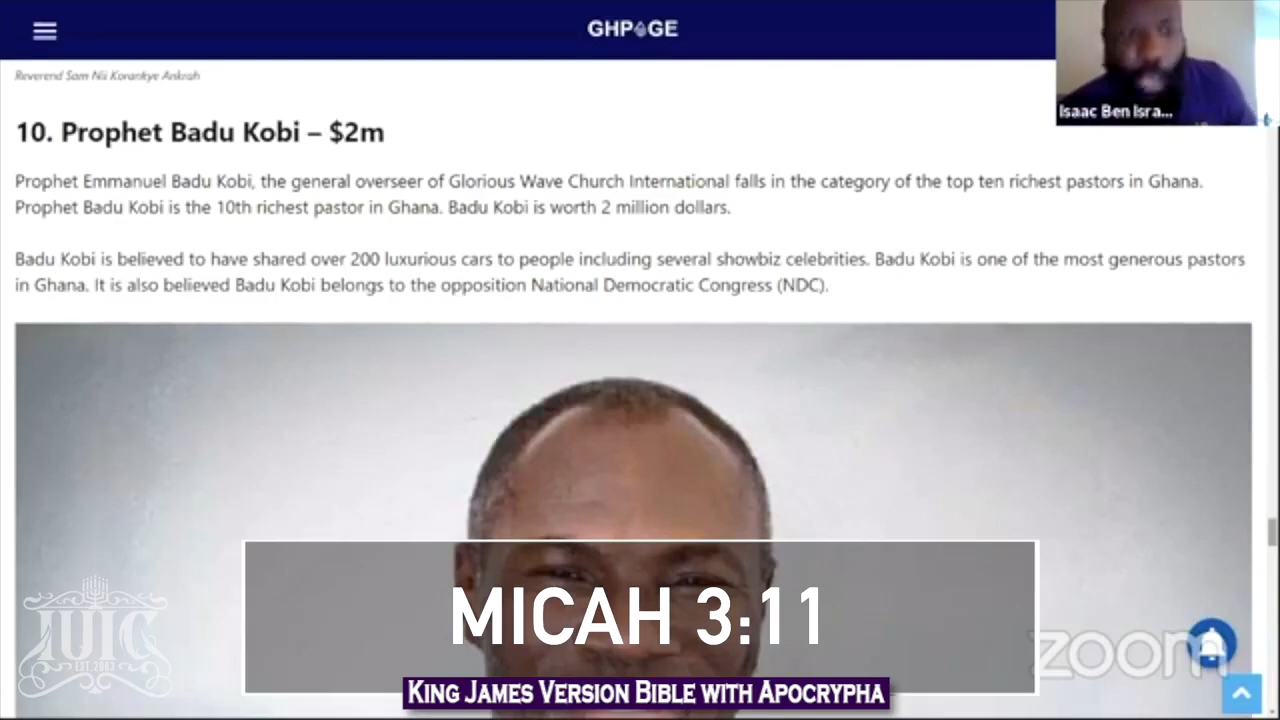 GHPAGE
Reverend Sam Nii Korankye Ankrah
Isaac Ben Isra...
10. Prophet Badu Kobi – $2m
Prophet Emmanuel Badu Kobi, the general overseer of Glorious Wave Church International falls in the category of the top ten richest pastors in Ghana.
Prophet Badu Kobi is the 10th richest pastor in Ghana. Badu Kobi is worth 2 million dollars.
Badu Kobi is believed to have shared over 200 luxurious cars to people including several showbiz celebrities. Badu Kobi is one of the most generous pastors
in Ghana. It is also believed Badu Kobi belongs to the opposition National Democratic Congress (NDC).
MICAH 3:11
IUIC
EST. 2003
zoom
KING JAMES VERSION BIBLE WITH APOCRYPHA